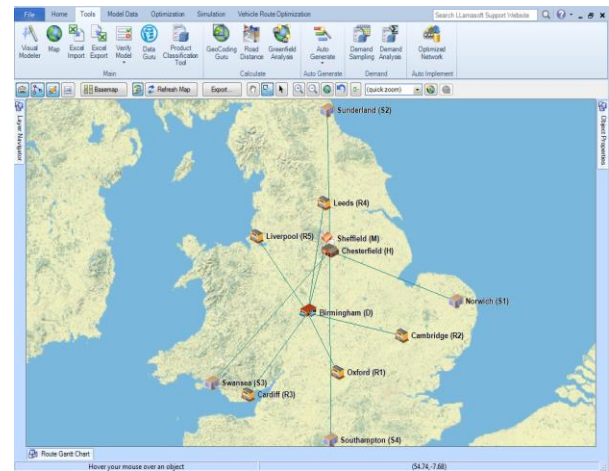 File Home Tools Model Data Optimization Simulation Vehicle Route Optimization Search LLamasoft Support Website
Visual Modeler Map Excel Import Excel Export Verify Model Data Guru Product Classification Tool GeoCoding Guru Road Distance Greenfield Analysis Auto Generate Demand Sampling Demand Analysis Optimized Network
Main Calculate Auto Generate Demand Auto Implement
Basemap Refresh Map Export... (quick zoom)
Layer Navigator
Object Properties
Sunderland (S2)
Leeds (R4)
Liverpool (R5)
Sheffield (M)
Chesterfield (H)
Norwich (S1)
Birmingham (D)
Cambridge (R2)
Oxford (R1)
Swansea (S3)
Cardiff (R3)
Southampton (S4)
Route Gantt Chart
Hover your mouse over an object (54.74,-7.68)